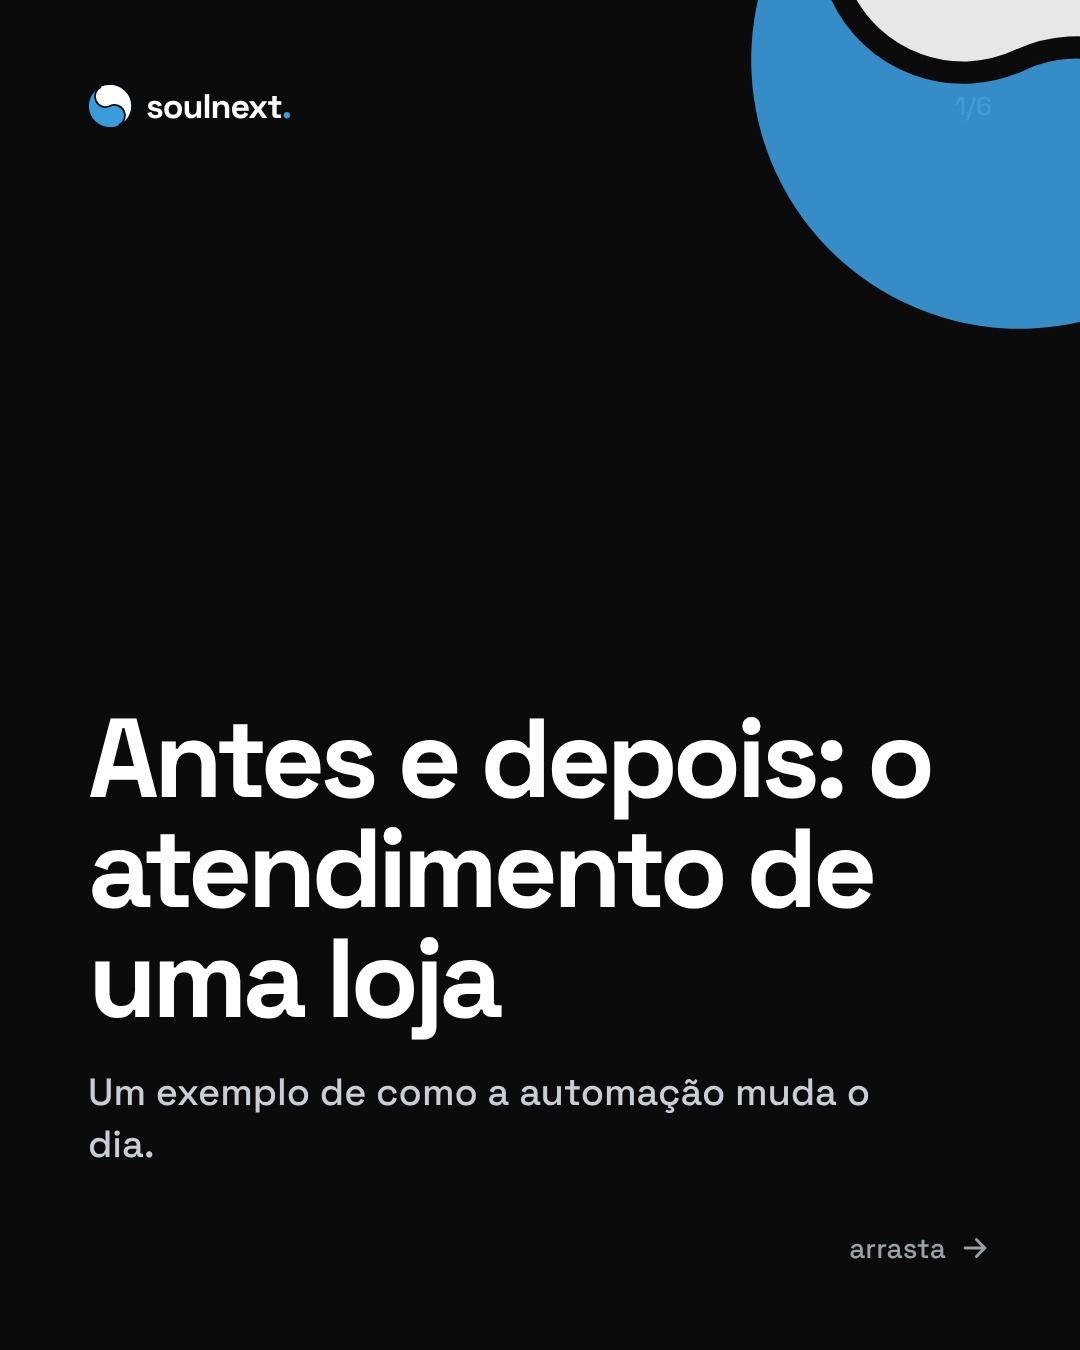 soulnext.
1/6
Antes e depois: o
atendimento de
uma loja
Um exemplo de como a automação muda o
dia.
arrasta →